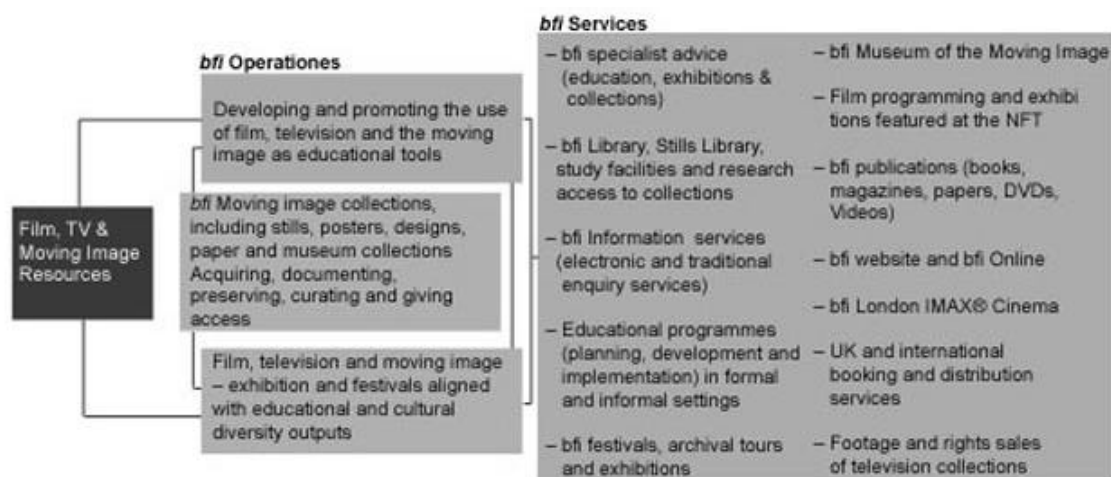 Film, TV &
Moving Image
Resources
bfi Operationes
Developing and promoting the use
of film, television and the moving
image as educational tools
bfi Moving image collections,
including stills, posters, designs,
paper and museum collections
Acquiring, documenting,
preserving, curating and giving
access
Film, television and moving image
– exhibition and festivals aligned
with educational and cultural
diversity outputs
bfi Services
– bfi specialist advice
(education, exhibitions &
collections)
– bfi Library, Stills Library,
study facilities and research
access to collections
– bfi Information services
(electronic and traditional
enquiry services)
– Educational programmes
(planning, development and
implementation) in formal
and informal settings
– bfi festivals, archival tours
and exhibitions
– bfi Museum of the Moving Image
– Film programming and exhibi
tions featured at the NFT
– bfi publications (books,
magazines, papers, DVDs,
Videos)
– bfi website and bfi Online
– bfi London IMAX® Cinema
– UK and international
booking and distribution
services
– Footage and rights sales
of television collections